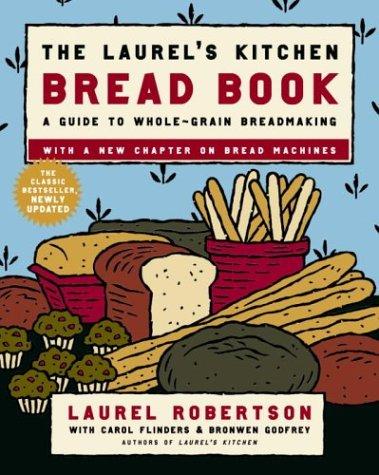 THE LAUREL'S KITCHEN
BREAD BOOK
A GUIDE TO WHOLE~GRAIN BREADMAKING
WITH A NEW CHAPTER ON BREAD MACHINES
THE
CLASSIC
BESTSELLER,
NEWLY
UPDATED
LAUREL ROBERTSON
WITH CAROL FLINDERS & BRONWEN GODFREY
AUTHORS OF LAUREL'S KITCHEN